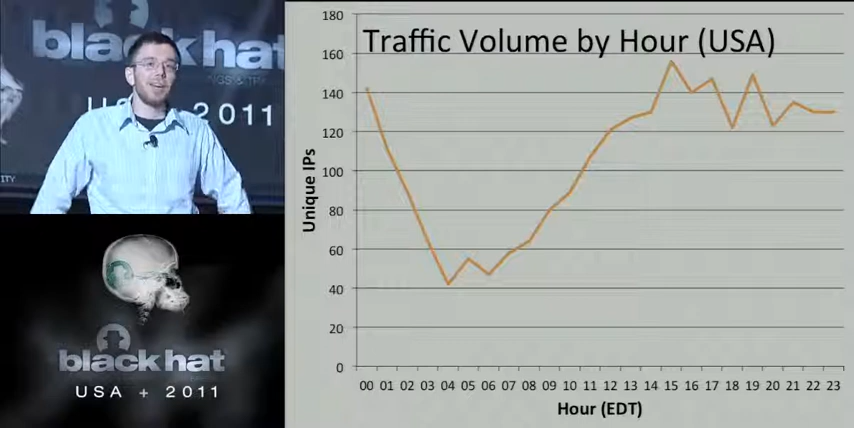 black hat
USA + 2011
ITY
black hat
USA + 2011
Traffic Volume by Hour (USA)
180
160
140
120
100
80
60
40
20
0
Unique IPs
00 01 02 03 04 05 06 07 08 09 10 11 12 13 14 15 16 17 18 19 20 21 22 23
Hour (EDT)